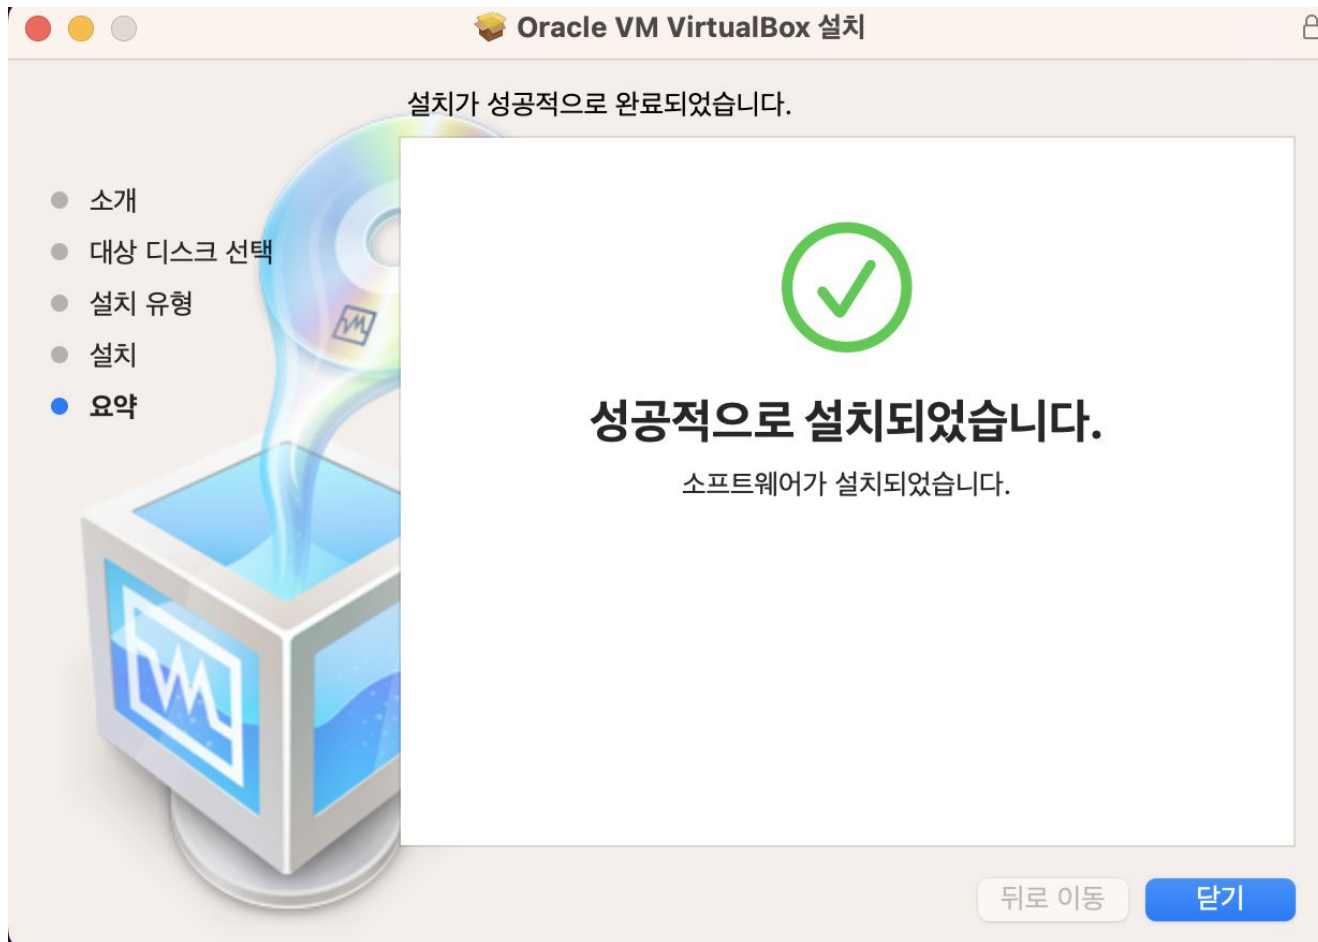 Oracle VM VirtualBox 설치
설치가 성공적으로 완료되었습니다.
소개
대상 디스크 선택
설치 유형
설치
요약
성공적으로 설치되었습니다.
소프트웨어가 설치되었습니다.
뒤로 이동
닫기